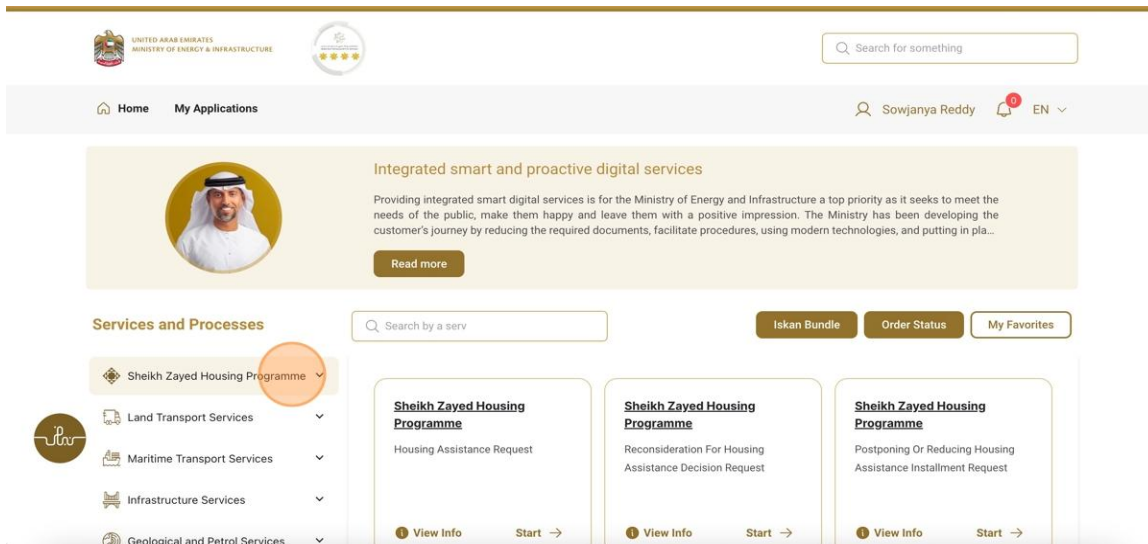 UNITED ARAB EMIRATES
MINISTRY OF ENERGY & INFRASTRUCTURE
Search for something
Home
My Applications
Sowjanya Reddy
0
EN
Integrated smart and proactive digital services
Providing integrated smart digital services is for the Ministry of Energy and Infrastructure a top priority as it seeks to meet the
needs of the public, make them happy and leave them with a positive impression. The Ministry has been developing the
customer's journey by reducing the required documents, facilitate procedures, using modern technologies, and putting in pla...
Read more
Services and Processes
Search by a serv
Iskan Bundle
Order Status
My Favorites
Sheikh Zayed Housing Programme
Land Transport Services
Maritime Transport Services
Infrastructure Services
Geological and Petrol Services
Sheikh Zayed Housing
Programme
Housing Assistance Request
View Info
Start
Sheikh Zayed Housing
Programme
Reconsideration For Housing
Assistance Decision Request
View Info
Start
Sheikh Zayed Housing
Programme
Postponing Or Reducing Housing
Assistance Installment Request
View Info
Start